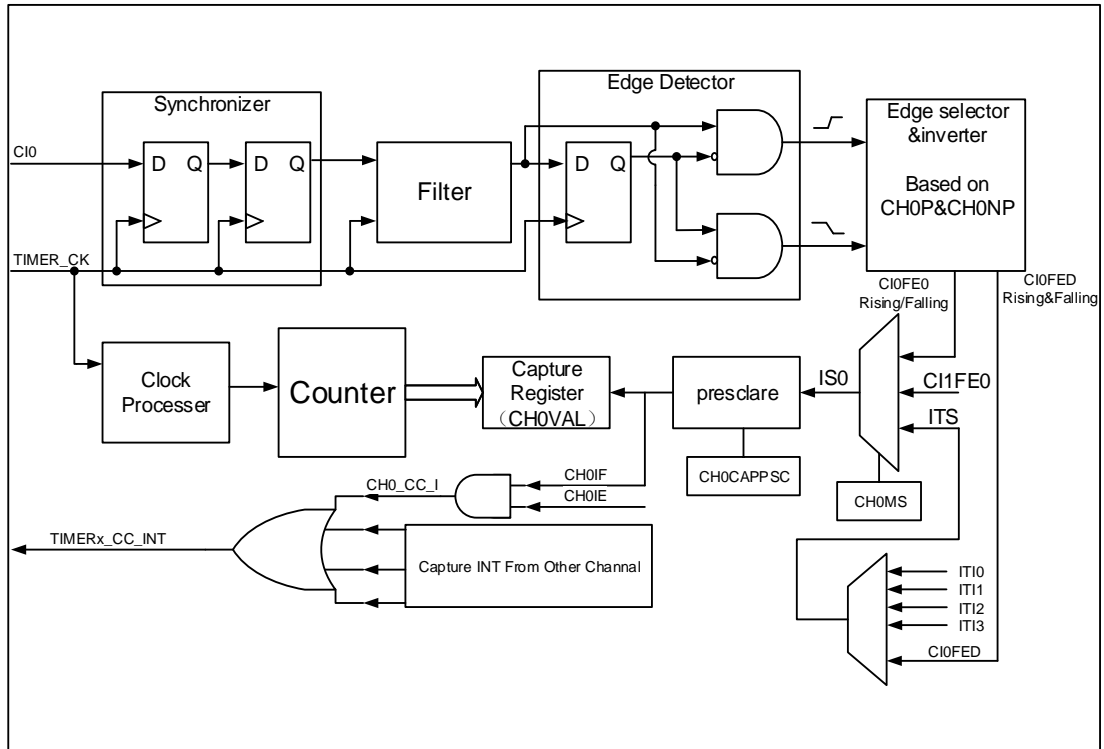 Edge Detector
Synchronizer
Edge selector
&inverter
Based on
CH0P&CH0NP
CI0
D Q
D Q
Filter
D Q
TIMER_CK
CI0FE0
Rising/Falling
CI0FED
Rising&Falling
Clock
Processer
Counter
Capture
Register
（CH0VAL）
presclare
IS0
CI1FE0
ITS
CH0CAPPSC
CH0MS
CH0_CC_I
CH0IF
CH0IE
TIMERx_CC_INT
Capture INT From Other Channel
ITI0
ITI1
ITI2
ITI3
CI0FED